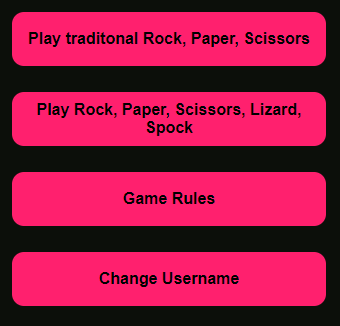 Play traditonal Rock, Paper, Scissors
Play Rock, Paper, Scissors, Lizard,
Spock
Game Rules
Change Username